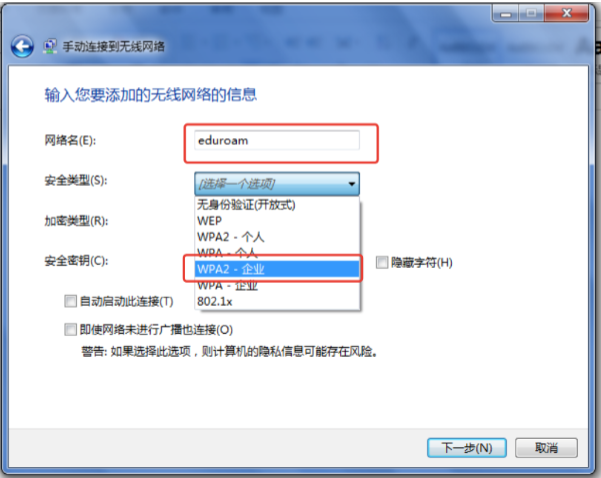 手动连接到无线网络
输入您要添加的无线网络的信息
网络名(E):
eduroam
安全类型(S):
[选择一个选项]
无身份验证(开放式)
WEP
加密类型(R):
WPA2 - 个人
WPA - 个人
安全密钥(C):
WPA2 - 企业
隐藏字符(H)
WPA - 企业
自动启动此连接(T)
802.1x
即使网络未进行广播也连接(O)
警告: 如果选择此选项，则计算机的隐私信息可能存在风险。
下一步(N)
取消